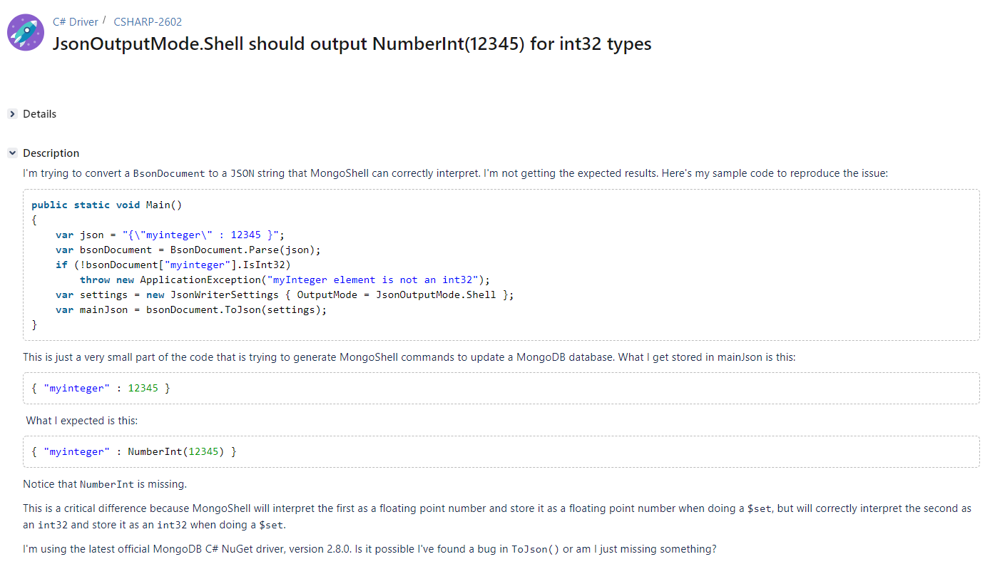 C# Driver / CSHARP-2602
JsonOutputMode.Shell should output NumberInt(12345) for int32 types
Details
Description
I'm trying to convert a BsonDocument to a JSON string that MongoShell can correctly interpret. I'm not getting the expected results. Here's my sample code to reproduce the issue:
public static void Main()
{
    var json = "{\"myinteger\" : 12345 }";
    var bsonDocument = BsonDocument.Parse(json);
    if (!bsonDocument["myinteger"].IsInt32)
        throw new ApplicationException("myInteger element is not an int32");
    var settings = new JsonWriterSettings { OutputMode = JsonOutputMode.Shell };
    var mainJson = bsonDocument.ToJson(settings);
}
This is just a very small part of the code that is trying to generate MongoShell commands to update a MongoDB database. What I get stored in mainJson is this:
{ "myinteger" : 12345 }
What I expected is this:
{ "myinteger" : NumberInt(12345) }
Notice that NumberInt is missing.
This is a critical difference because MongoShell will interpret the first as a floating point number and store it as a floating point number when doing a $set, but will correctly interpret the second as
an int32 and store it as an int32 when doing a $set.
I'm using the latest official MongoDB C# NuGet driver, version 2.8.0. Is it possible I've found a bug in ToJson() or am I just missing something?